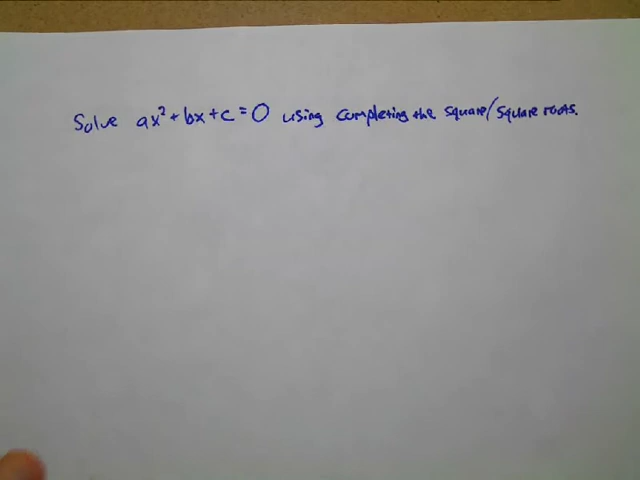 Solve ax² + bx + c = 0 using completing the square/square roots.